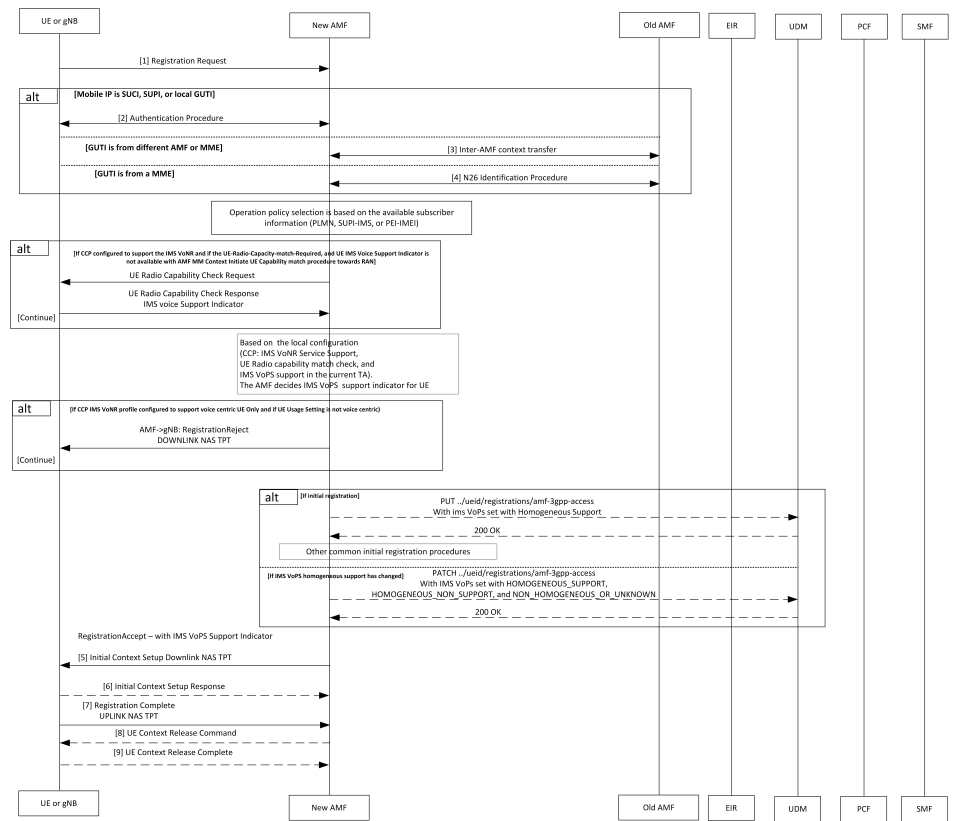 UE or gNB
New AMF
Old AMF
EIR
UDM
PCF
SMF
[1] Registration Request
alt
[Mobile IP is SUCI, SUPI, or local GUTI]
[2] Authentication Procedure
[GUTI is from different AMF or MME]
[3] Inter-AMF context transfer
[GUTI is from a MME]
[4] N26 Identification Procedure
Operation policy selection is based on the available subscriber
information (PLMN, SUPI-IMS, or PEI-IMEI)
alt
[If CCP configured to support the IMS VoNR and if the UE-Radio-Capacity-match-Required, and UE IMS Voice Support Indicator is
not available with AMF MM Context Initiate UE Capability match procedure towards RAN]
UE Radio Capability Check Request
UE Radio Capability Check Response
IMS voice Support Indicator
[Continue]
Based on the local configuration
(CCP: IMS VoNR Service Support,
UE Radio capability match check, and
IMS VoPS support in the current TA).
The AMF decides IMS VoPS support indicator for UE
alt
[If CCP IMS VoNR profile configured to support voice centric UE Only and if UE Usage Setting is not voice centric)
AMF->gNB: RegistrationReject
DOWNLINK NAS TPT
[Continue]
alt
[If initial registration]
PUT ../ueid/registrations/amf-3gpp-access
With ims VoPs set with Homogeneous Support
200 OK
Other common initial registration procedures
[If IMS VoPS homogeneous support has changed]
PATCH ../ueid/registrations/amf-3gpp-access
With IMS VoPs set with HOMOGENEOUS_SUPPORT,
HOMOGENEOUS_NON_SUPPORT, and NON_HOMOGENEOUS_OR_UNKNOWN
200 OK
RegistrationAccept – with IMS VoPS Support Indicator
[5] Initial Context Setup Downlink NAS TPT
[6] Initial Context Setup Response
[7] Registration Complete
UPLINK NAS TPT
[8] UE Context Release Command
[9] UE Context Release Complete
UE or gNB
New AMF
Old AMF
EIR
UDM
PCF
SMF